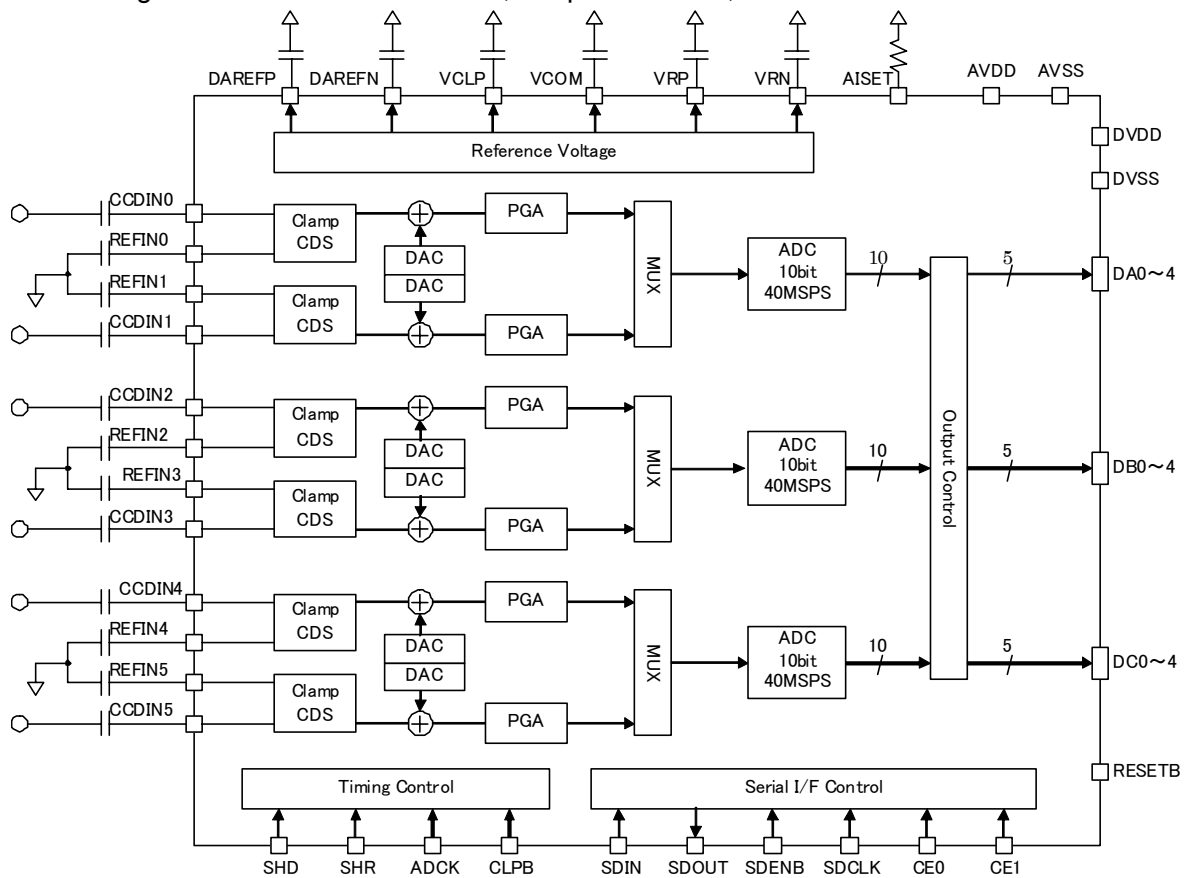 DAREFP DAREFN VCLP VCOM VRP VRN AISET AVDD AVSS
DVDD
Reference Voltage
DVSS
CCDIN0
Clamp
CDS
PGA
REFIN0
DAC
MUX
ADC
10bit
40MSPS
10
5
DA0～4
DAC
REFIN1
Clamp
CDS
PGA
CCDIN1
CCDIN2
Clamp
CDS
PGA
REFIN2
DAC
MUX
ADC
10bit
40MSPS
10
Output Control
5
DB0～4
DAC
REFIN3
Clamp
CDS
PGA
CCDIN3
CCDIN4
Clamp
CDS
PGA
REFIN4
DAC
MUX
ADC
10bit
40MSPS
10
5
DC0～4
DAC
REFIN5
Clamp
CDS
PGA
CCDIN5
RESETB
Timing Control
Serial I/F Control
SHD SHR ADCK CLPB SDIN SDOUT SDENB SDCLK CE0 CE1